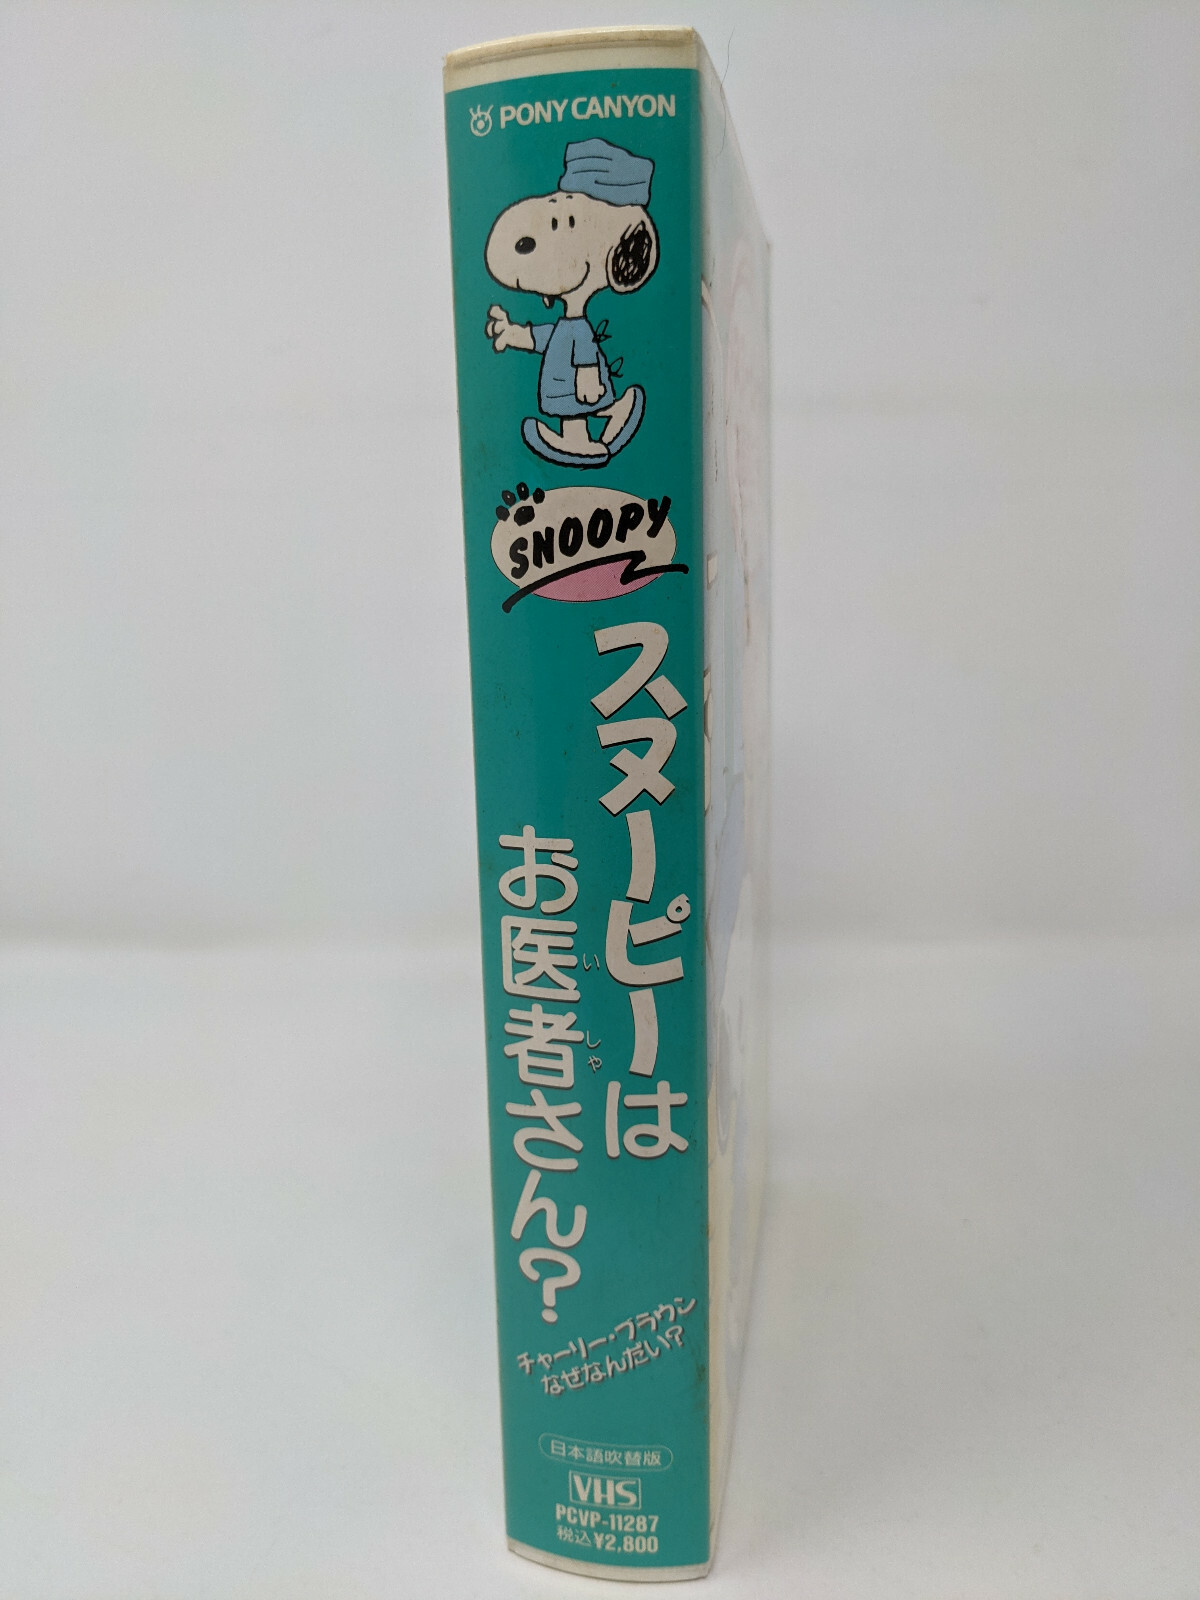 PONY CANYON
SNOOPY
スヌーピーは
お医者さん?
いしゃ
チャーリー・ブラウン
なぜなんだい?
日本語吹替版
VHS
PCVP-11287
税込¥2,800